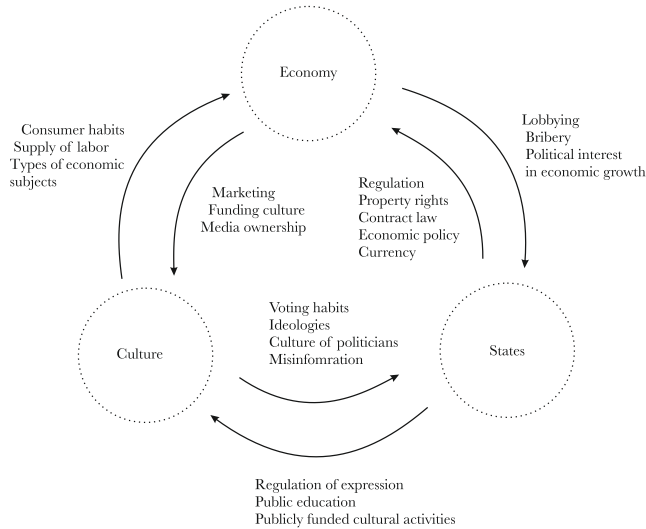 Economy
Consumer habits
Supply of labor
Types of economic
subjects
Lobbying
Bribery
Political interest
in economic growth
Marketing
Funding culture
Media ownership
Regulation
Property rights
Contract law
Economic policy
Currency
Culture
Voting habits
Ideologies
Culture of politicians
Misinfomration
States
Regulation of expression
Public education
Publicly funded cultural activities